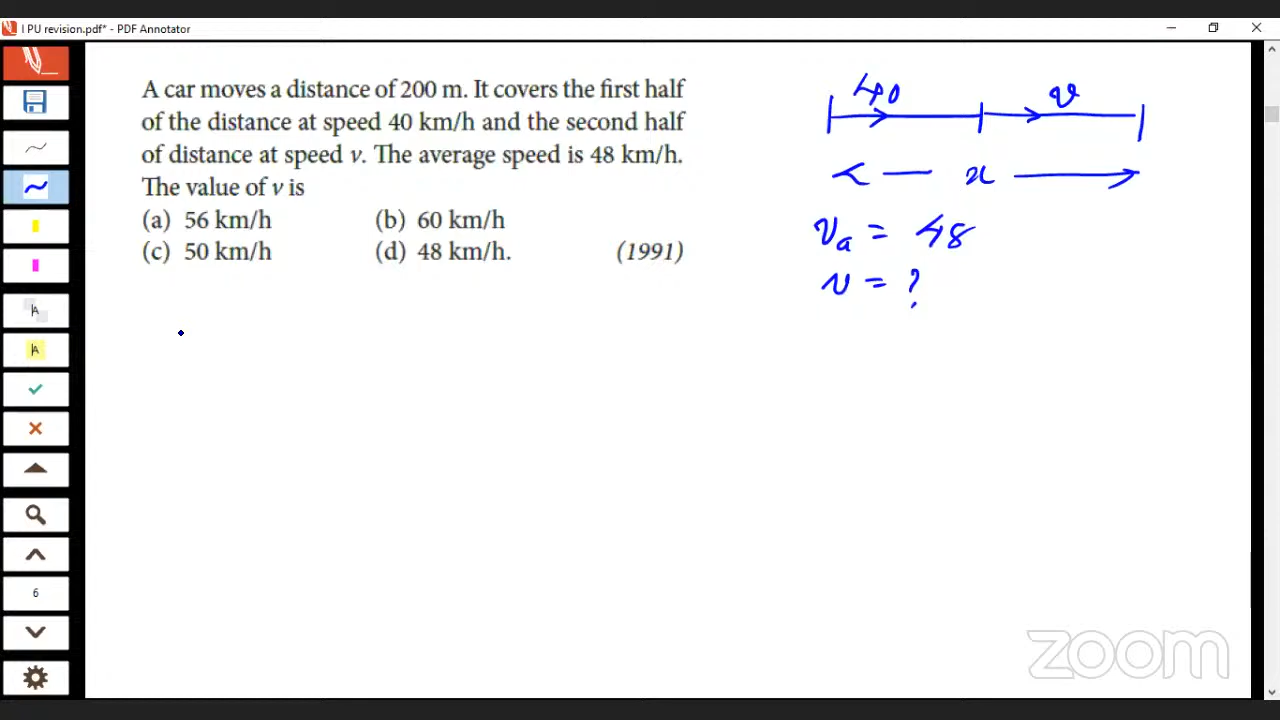 I PU revision.pdf* - PDF Annotator
A car moves a distance of 200 m. It covers the first half
of the distance at speed 40 km/h and the second half
of distance at speed v. The average speed is 48 km/h.
The value of v is
(a) 56 km/h (b) 60 km/h
(c) 50 km/h (d) 48 km/h. (1991)
40 v
x
va = 48
v = ?
A
A
6
zoom